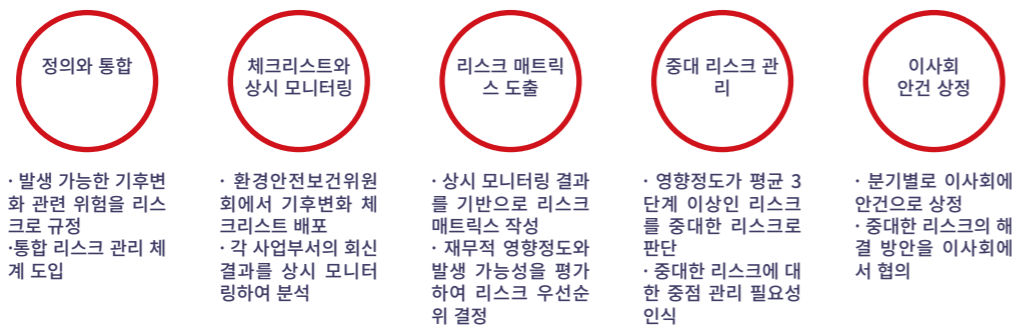 정의와 통합
· 발생 가능한 기후변
화 관련 위험을 리스
크로 규정
·통합 리스크 관리 체
계 도입
체크리스트와
상시 모니터링
· 환경안전보건위원
회에서 기후변화 체
크리스트 배포
· 각 사업부서의 회신
결과를 상시 모니터
링하여 분석
리스크 매트릭
스 도출
· 상시 모니터링 결과
를 기반으로 리스크
매트릭스 작성
· 재무적 영향정도와
발생 가능성을 평가
하여 리스크 우선순
위 결정
중대 리스크 관
리
· 영향정도가 평균 3
단계 이상인 리스크
를 중대한 리스크로
판단
· 중대한 리스크에 대
한 중점 관리 필요성
인식
이사회
안건 상정
· 분기별로 이사회에
안건으로 상정
· 중대한 리스크의 해
결 방안을 이사회에
서 협의